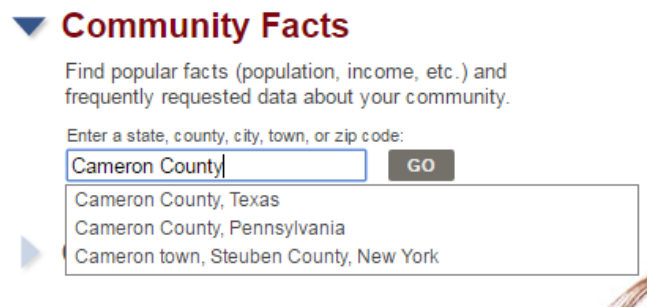 Community Facts
Find popular facts (population, income, etc.) and
frequently requested data about your community.
Enter a state, county, city, town, or zip code:
Cameron County
GO
Cameron County, Texas
Cameron County, Pennsylvania
Cameron town, Steuben County, New York